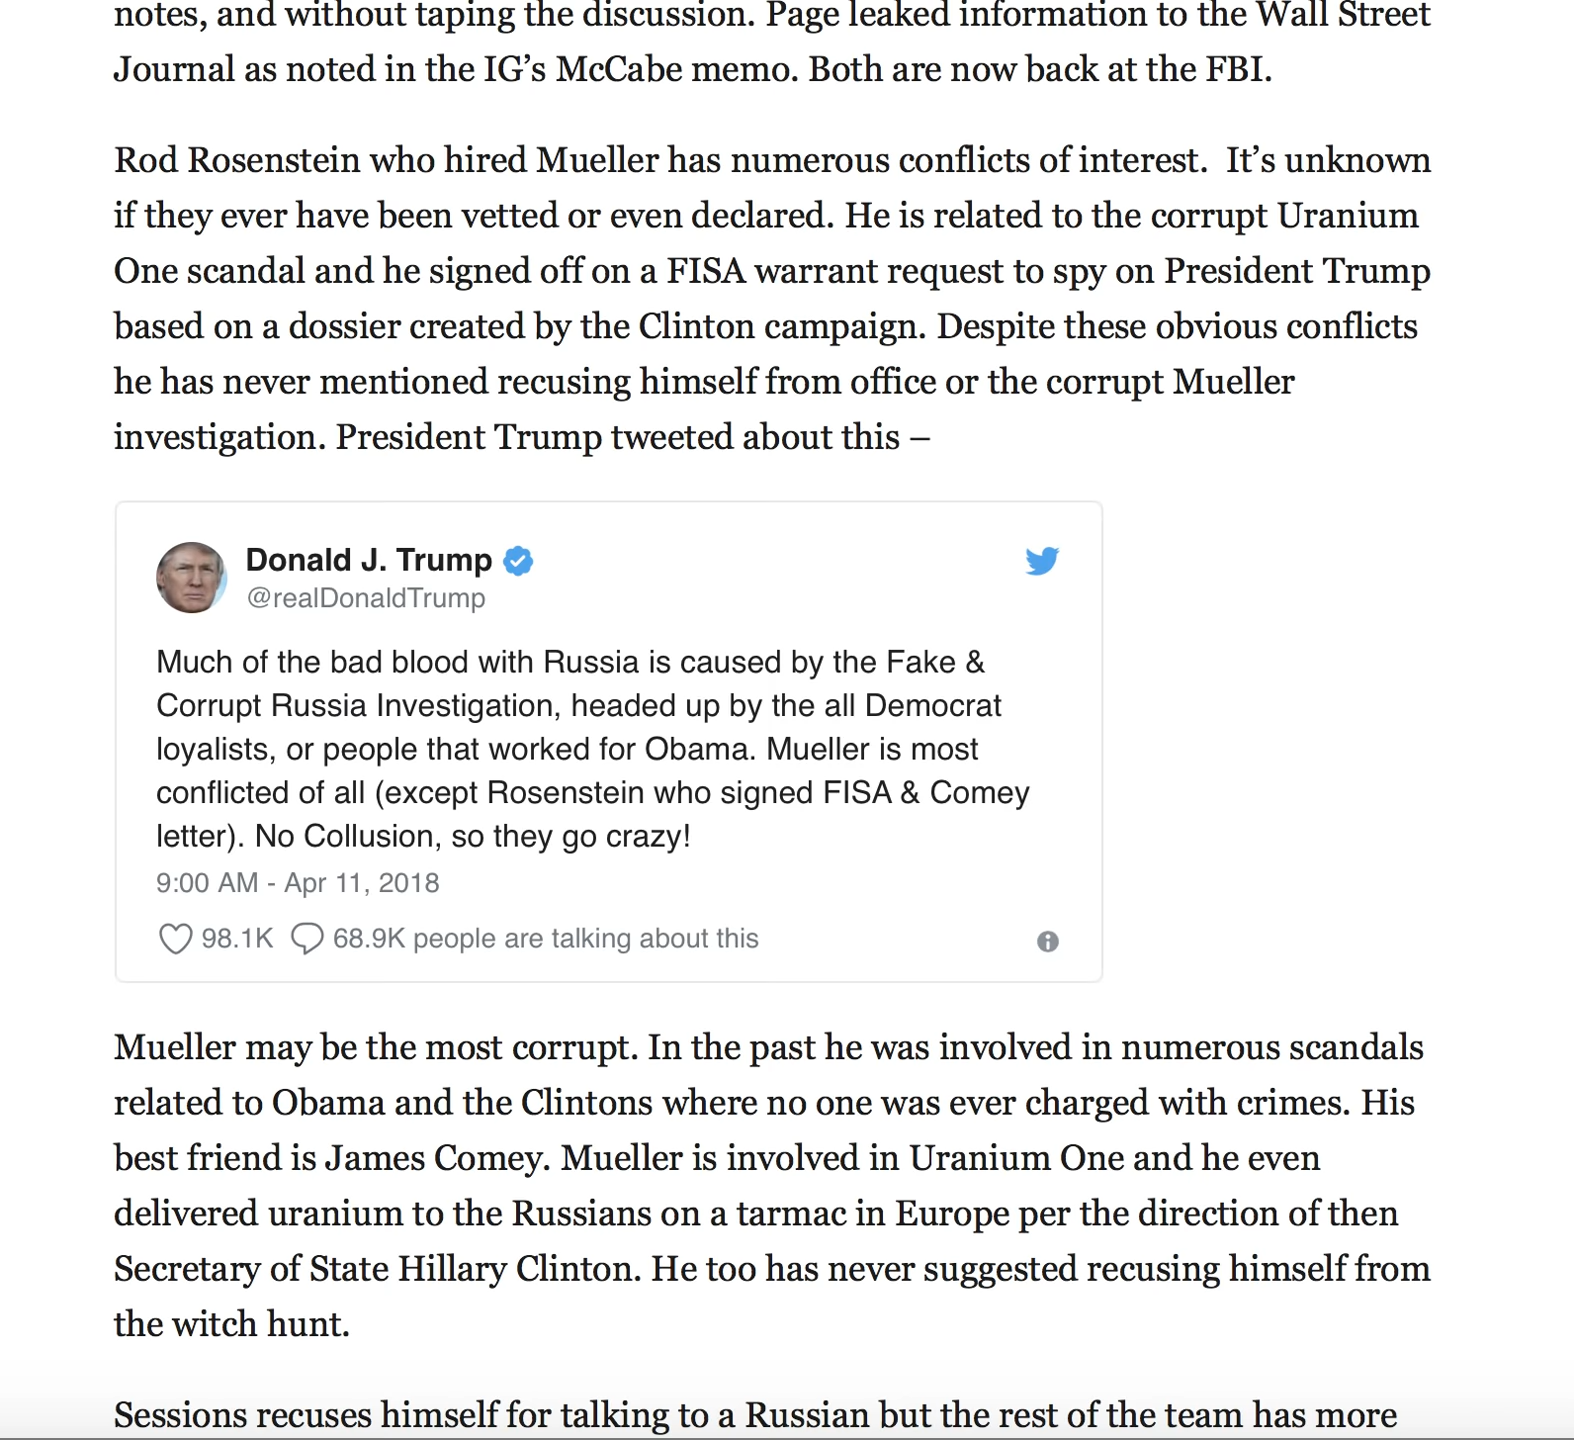 notes, and without taping the discussion. Page leaked information to the Wall Street
Journal as noted in the IG’s McCabe memo. Both are now back at the FBI.
Rod Rosenstein who hired Mueller has numerous conflicts of interest.  It’s unknown
if they ever have been vetted or even declared. He is related to the corrupt Uranium
One scandal and he signed off on a FISA warrant request to spy on President Trump
based on a dossier created by the Clinton campaign. Despite these obvious conflicts
he has never mentioned recusing himself from office or the corrupt Mueller
investigation. President Trump tweeted about this –
Donald J. Trump
@realDonaldTrump
Much of the bad blood with Russia is caused by the Fake &
Corrupt Russia Investigation, headed up by the all Democrat
loyalists, or people that worked for Obama. Mueller is most
conflicted of all (except Rosenstein who signed FISA & Comey
letter). No Collusion, so they go crazy!
9:00 AM - Apr 11, 2018
98.1K 68.9K people are talking about this
Mueller may be the most corrupt. In the past he was involved in numerous scandals
related to Obama and the Clintons where no one was ever charged with crimes. His
best friend is James Comey. Mueller is involved in Uranium One and he even
delivered uranium to the Russians on a tarmac in Europe per the direction of then
Secretary of State Hillary Clinton. He too has never suggested recusing himself from
the witch hunt.
Sessions recuses himself for talking to a Russian but the rest of the team has more